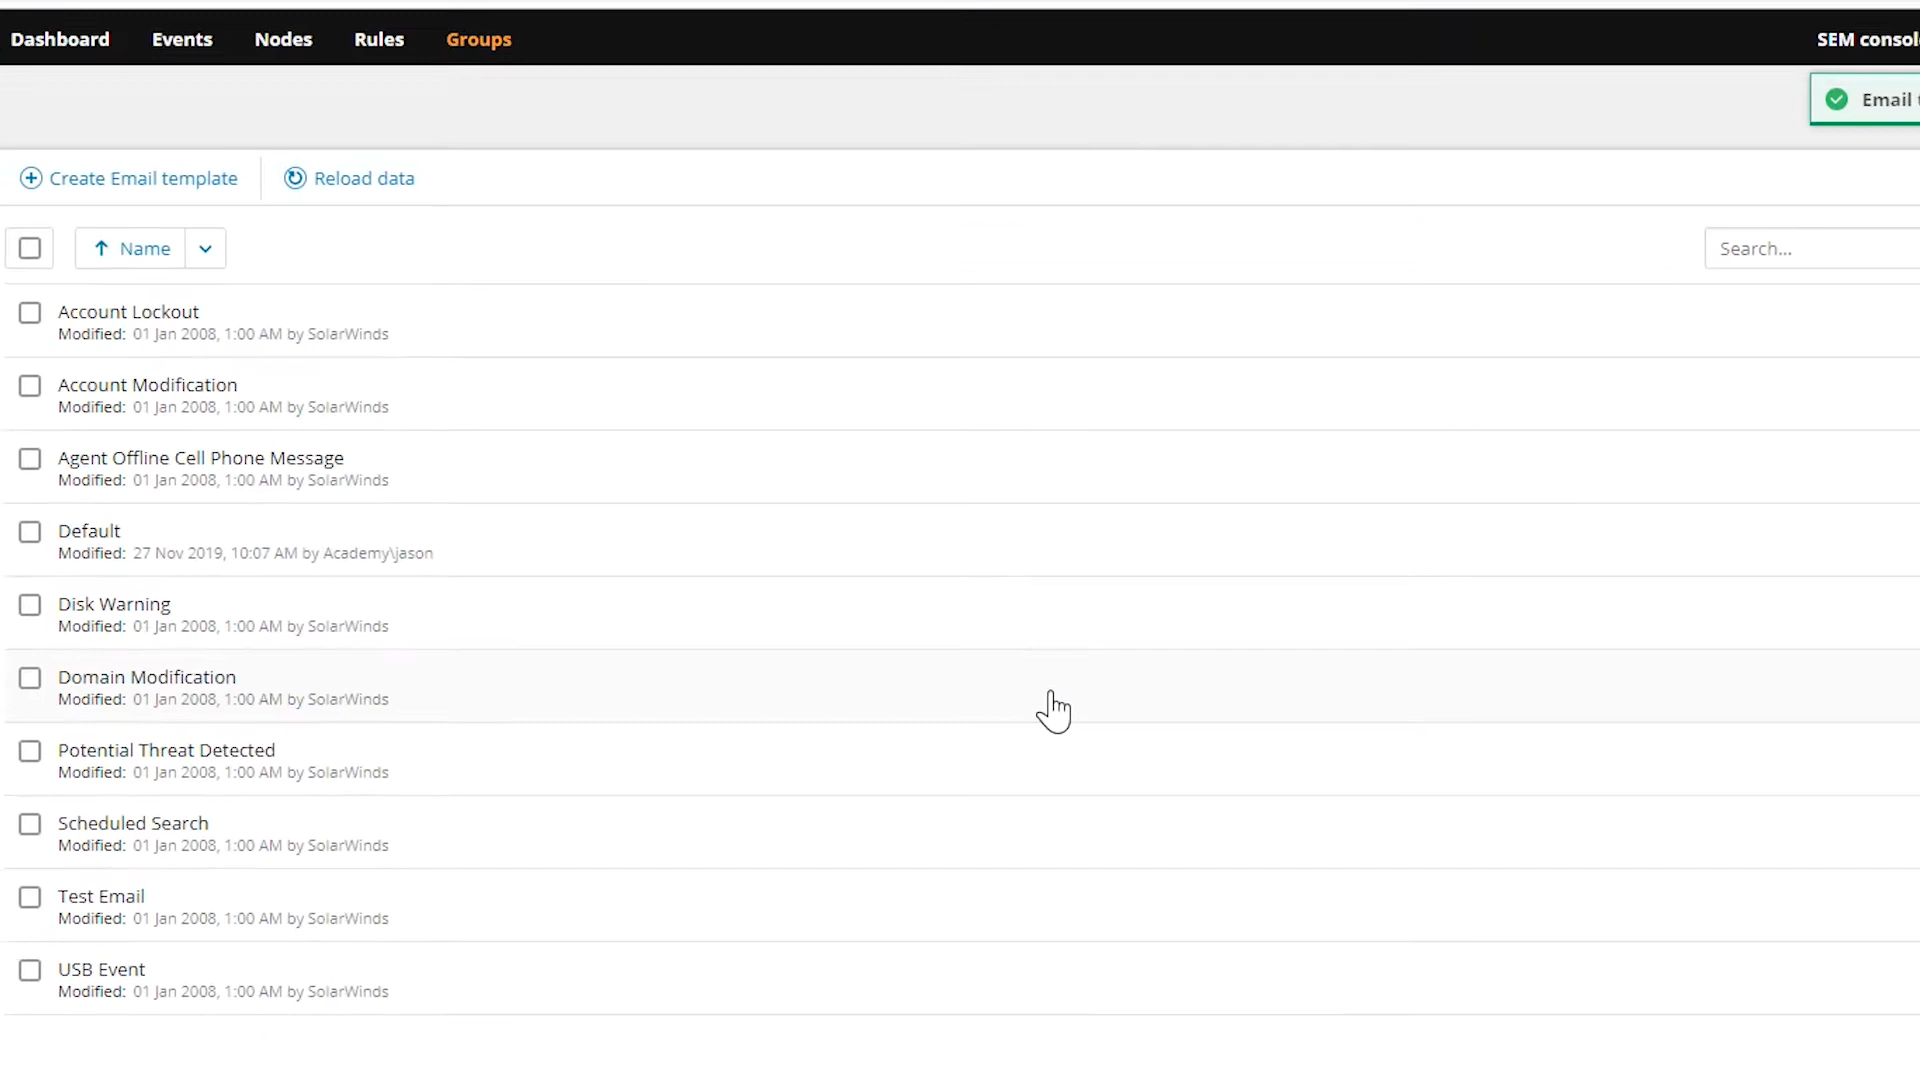 Dashboard Events Nodes Rules Groups SEM consol
Email
Create Email template Reload data
Name Search...
Account Lockout
Modified: 01 Jan 2008, 1:00 AM by SolarWinds
Account Modification
Modified: 01 Jan 2008, 1:00 AM by SolarWinds
Agent Offline Cell Phone Message
Modified: 01 Jan 2008, 1:00 AM by SolarWinds
Default
Modified: 27 Nov 2019, 10:07 AM by Academy\jason
Disk Warning
Modified: 01 Jan 2008, 1:00 AM by SolarWinds
Domain Modification
Modified: 01 Jan 2008, 1:00 AM by SolarWinds
Potential Threat Detected
Modified: 01 Jan 2008, 1:00 AM by SolarWinds
Scheduled Search
Modified: 01 Jan 2008, 1:00 AM by SolarWinds
Test Email
Modified: 01 Jan 2008, 1:00 AM by SolarWinds
USB Event
Modified: 01 Jan 2008, 1:00 AM by SolarWinds